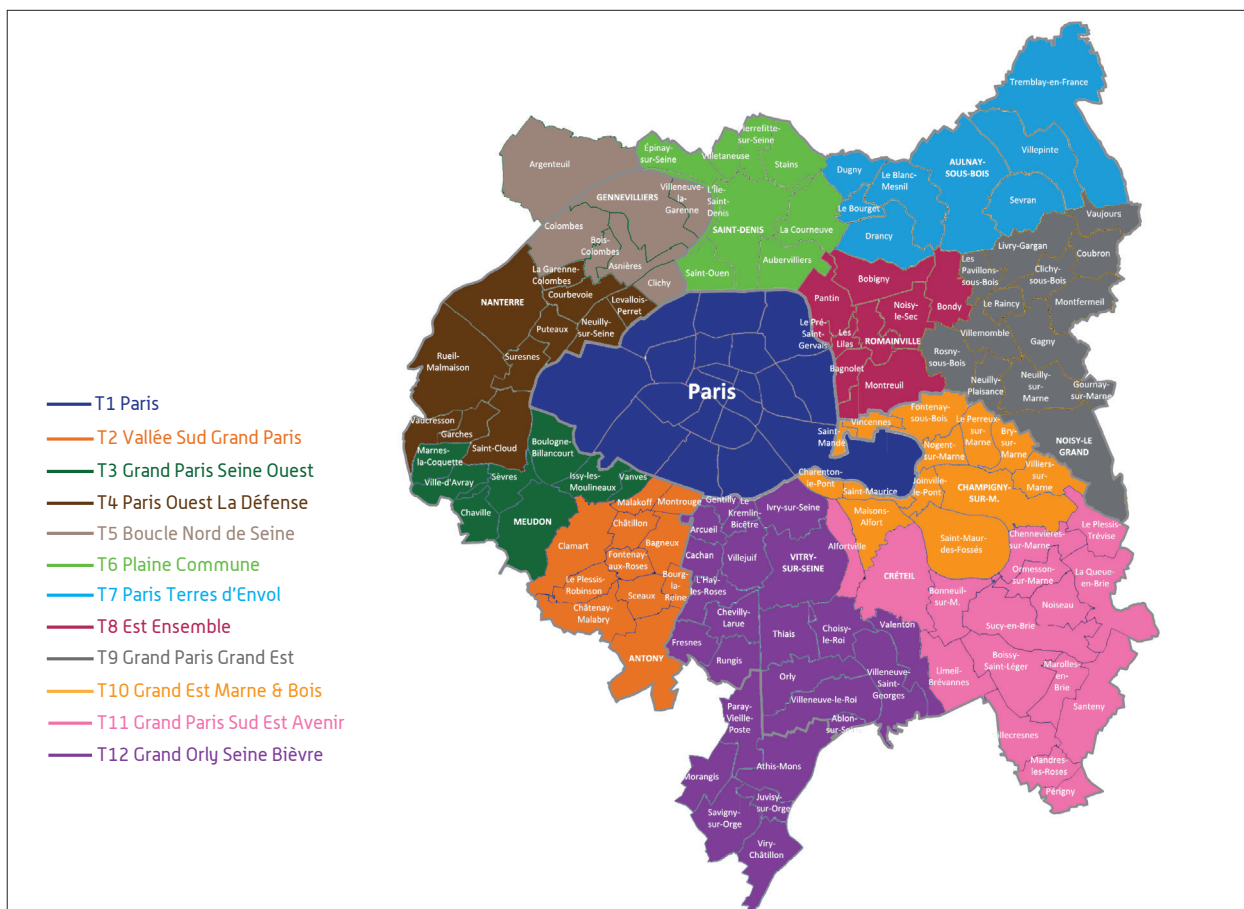 T1 Paris
T2 Vallée Sud Grand Paris
T3 Grand Paris Seine Ouest
T4 Paris Ouest La Défense
T5 Boucle Nord de Seine
T6 Plaine Commune
T7 Paris Terres d'Envol
T8 Est Ensemble
T9 Grand Paris Grand Est
T10 Grand Est Marne & Bois
T11 Grand Paris Sud Est Avenir
T12 Grand Orly Seine Bièvre
Tremblay-en-France
Villepinte
AULNAY-
SOUS-BOIS
Sevran
Dugny
Le Blanc-
Mesnil
Le Bourget
Drancy
Épinay-
sur-Seine
Villetaneuse
ierrefitte-
sur-Seine
Stains
L'Île-
Saint-
Denis
SAINT-DENIS
La Courneuve
Aubervilliers
Saint-Ouen
Argenteuil
GENNEVILLIERS
Villeneuve-
la-
Garenne
Colombes
Bois-
Colombes
Asnières
Clichy
La Garenne-
Colombes
NANTERRE
Courbevoie
Levallois-
Perret
Puteaux
Neuilly-
sur-Seine
Rueil-
Malmaison
Suresnes
Vaucresson
Garches
Saint-Cloud
Vaujours
Livry-Gargan
Coubron
Les
Pavillons-
sous-Bois
Clichy-
sous-Bois
Le Raincy
Montfermeil
Villemomble
Gagny
Rosny-
sous-Bois
Neuilly-
Plaisance
Neuilly-
sur-
Marne
Gournay-
sur-Marne
NOISY-LE
GRAND
Bobigny
Pantin
Noisy-
le-Sec
Bondy
Le Pré-
Saint-
Gervais
Les
Lilas
ROMAINVILLE
Bagnolet
Montreuil
Paris
Marnes-
la-Coquette
Ville-d'Avray
Sèvres
Chaville
MEUDON
Boulogne-
Billancourt
Issy-les-
Moulineaux
Vanves
Malakoff
Montrouge
Châtillon
Clamart
Bagneux
Fontenay-
aux-Roses
Le Plessis-
Robinson
Sceaux
Bourg-
la-
Reine
Châtenay-
Malabry
ANTONY
Saint-
Mandé
Vincennes
Fontenay-
sous-Bois
Le Perreux-
sur-
Marne
Bry-
sur-
Marne
Nogent-
sur-Marne
Villiers-
sur-
Marne
Charenton-
le-Pont
Saint-Maurice
Joinville-
le-Pont
CHAMPIGNY-
SUR-M.
Maisons-
Alfort
Saint-Maur-
des-Fossés
Gentilly
Le
Kremlin-
Bicêtre
Ivry-sur-Seine
Arcueil
Cachan
Villejuif
VITRY-
SUR-SEINE
L'Haÿ-
les-Roses
Chevilly-
Larue
Fresnes
Rungis
Thiais
Choisy-
le-Roi
Valenton
Orly
Villeneuve-
Saint-
Georges
Villeneuve-le-Roi
Ablon-
sur-Seine
Paray-
Vieille-
Poste
Athis-Mons
Morangis
Juvisy-
sur-Orge
Savigny-
sur-Orge
Viry-
Châtillon
Alfortville
CRÉTEIL
Le Plessis-
Trévise
Chennevières-
sur-Marne
Ormesson-
sur-Marne
La Queue-
en-Brie
Bonneuil-
sur-M.
Noiseau
Sucy-en-Brie
Boissy-
Saint-Léger
Limeil-
Brévannes
Marolles-
en-
Brie
Santeny
illecresnes
Mandres-
les-Roses
Périgny